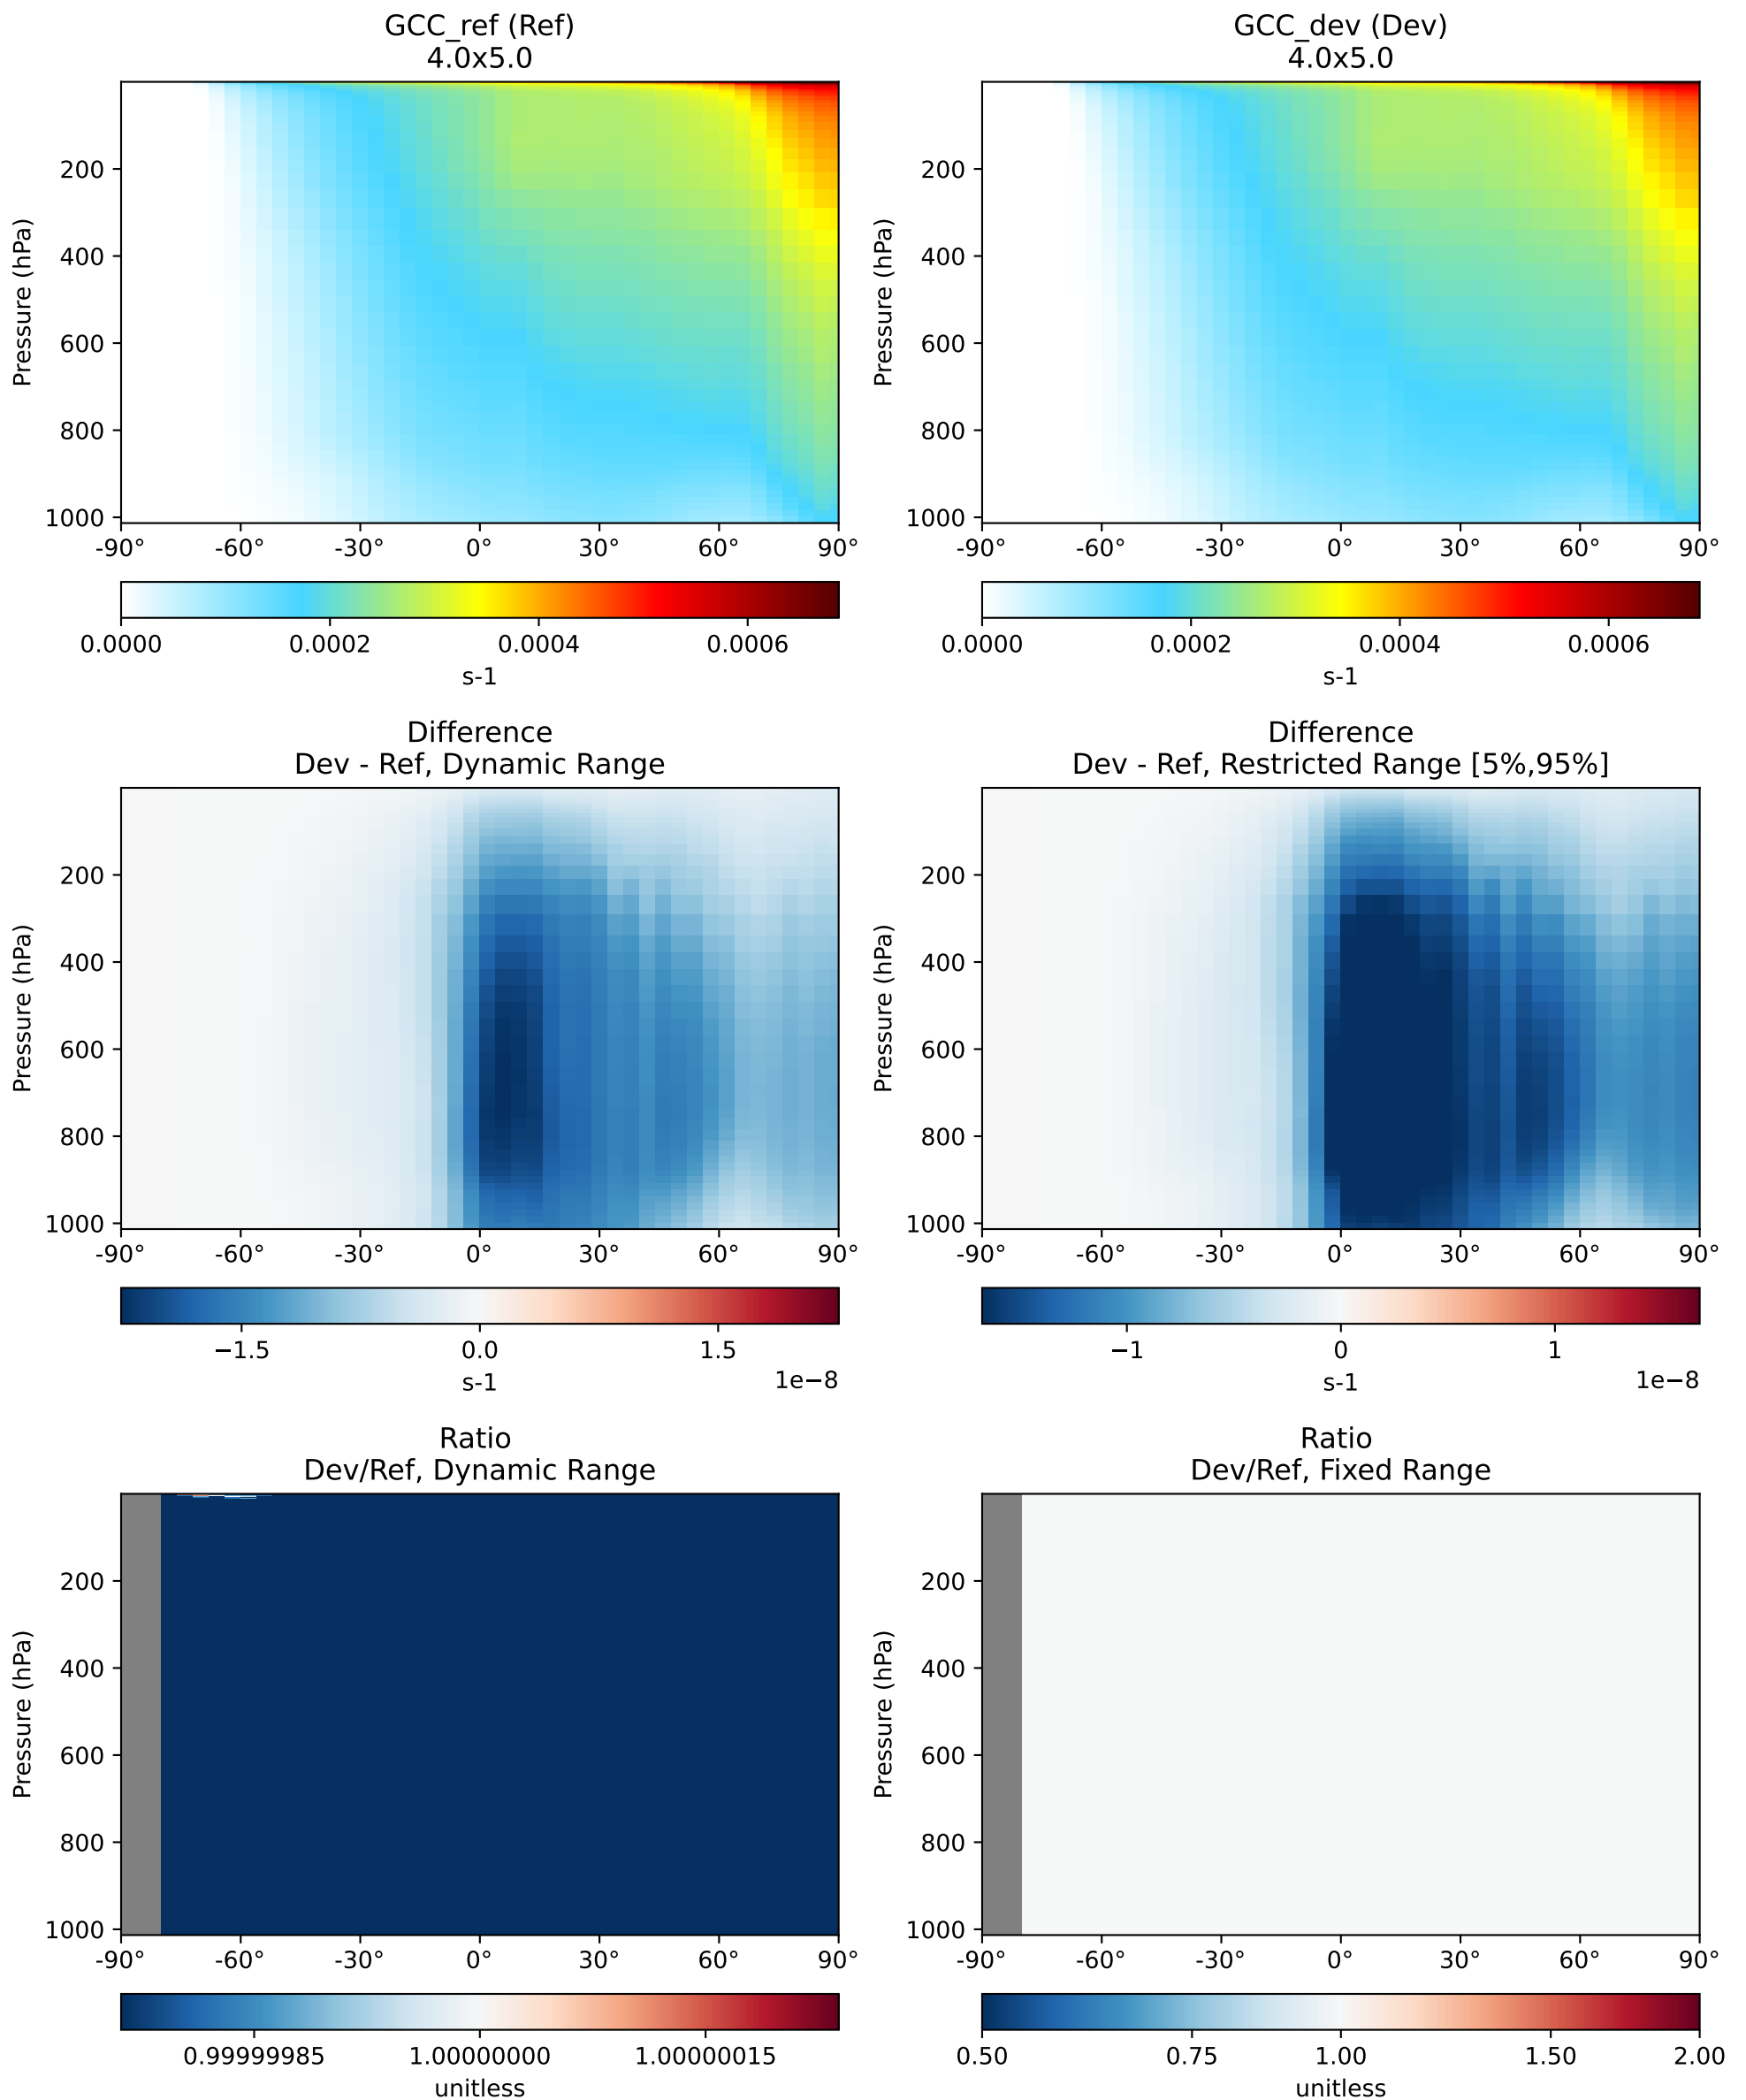 GCC_ref (Ref)
4.0x5.0
Pressure (hPa)
200
400
600
800
1000
-90° -60° -30° 0° 30° 60° 90°
0.0000 0.0002 0.0004 0.0006
s-1
GCC_dev (Dev)
4.0x5.0
Pressure (hPa)
200
400
600
800
1000
-90° -60° -30° 0° 30° 60° 90°
0.0000 0.0002 0.0004 0.0006
s-1
Difference
Dev - Ref, Dynamic Range
Pressure (hPa)
200
400
600
800
1000
-90° -60° -30° 0° 30° 60° 90°
−1.5 0.0 1.5
s-1 1e−8
Difference
Dev - Ref, Restricted Range [5%,95%]
Pressure (hPa)
200
400
600
800
1000
-90° -60° -30° 0° 30° 60° 90°
−1 0 1
s-1 1e−8
Ratio
Dev/Ref, Dynamic Range
Pressure (hPa)
200
400
600
800
1000
-90° -60° -30° 0° 30° 60° 90°
0.99999985 1.00000000 1.00000015
unitless
Ratio
Dev/Ref, Fixed Range
Pressure (hPa)
200
400
600
800
1000
-90° -60° -30° 0° 30° 60° 90°
0.50 0.75 1.00 1.50 2.00
unitless